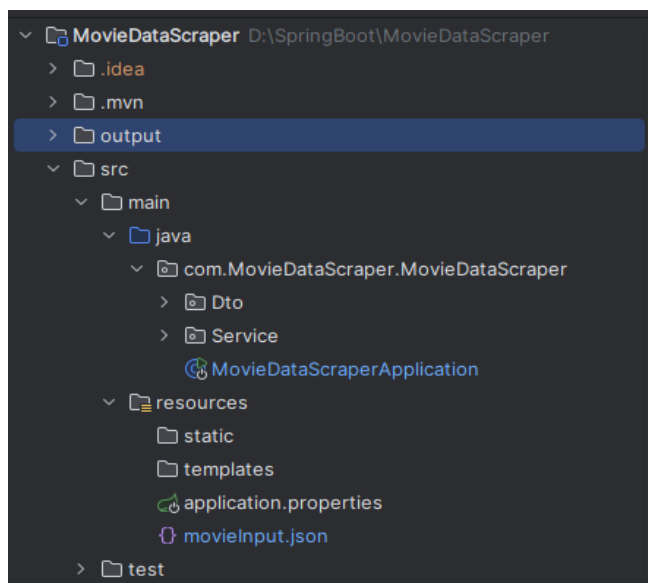 MovieDataScraper D:\SpringBoot\MovieDataScraper
.idea
.mvn
output
src
main
java
com.MovieDataScraper.MovieDataScraper
Dto
Service
MovieDataScraperApplication
resources
static
templates
application.properties
movieInput.json
test